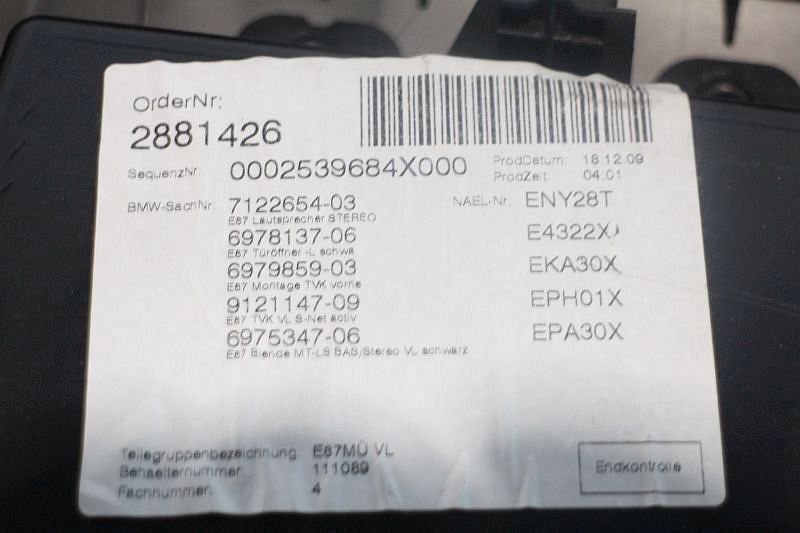 OrderNr:
2881426
SequenzNr: 0002539684X000 ProdDatum: 18.12.09
ProdZeit: 04:01
BMW-SachNr: 7122654-03 NAEL-Nr: ENY28T
E87 Lautsprecher STEREO
6978137-06 E4322X
E87 Türöffner -L schwa
6979859-03 EKA30X
E87 Montage TVK vorne
9121147-09 EPH01X
E87 TVK VL S-Net activ
6975347-06 EPA30X
E87 Blende MT-LS BAS/Stereo VL schwarz
Teilegruppenbezeichnung: E87MÜ VL
Behaelternummer: 111089
Fachnummer: 4
Endkontrolle